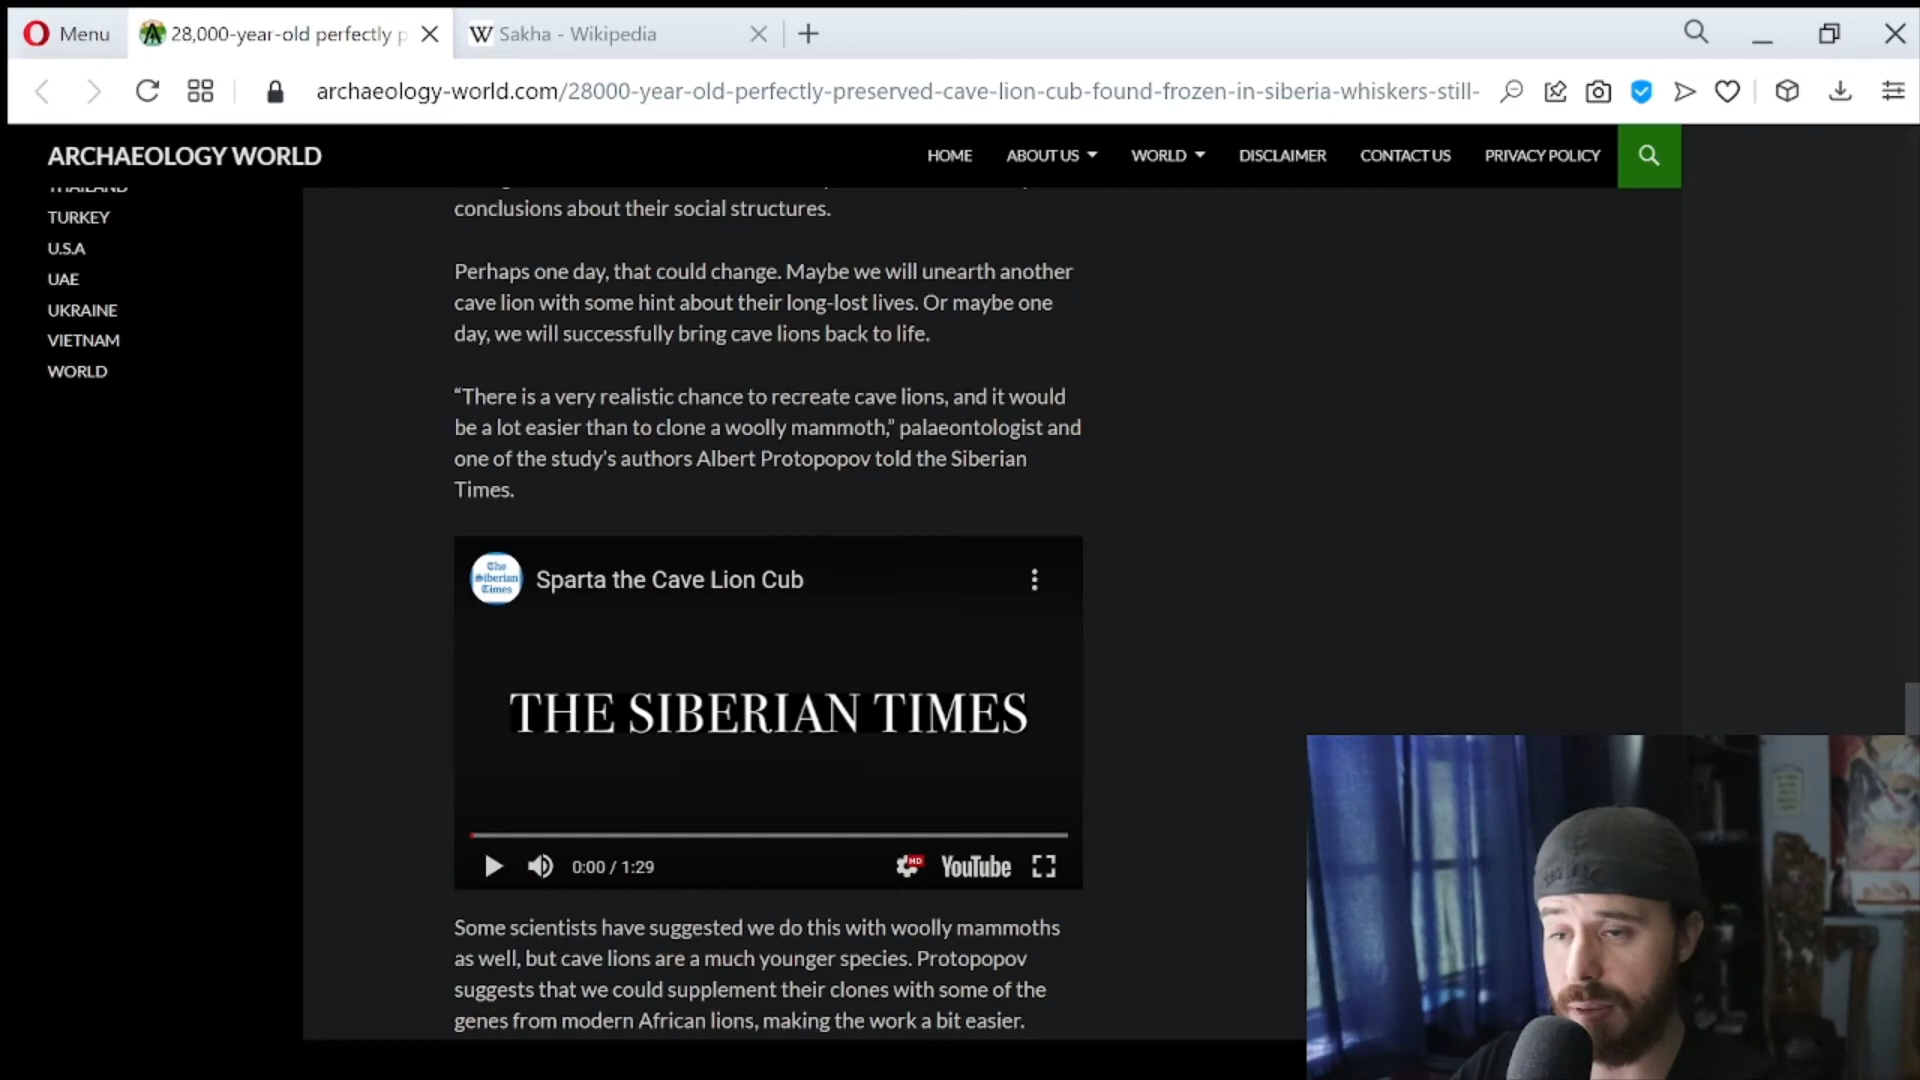 Menu
28,000-year-old perfectly p
Sakha - Wikipedia
archaeology-world.com/28000-year-old-perfectly-preserved-cave-lion-cub-found-frozen-in-siberia-whiskers-still-
ARCHAEOLOGY WORLD
HOME
ABOUT US
WORLD
DISCLAIMER
CONTACT US
PRIVACY POLICY
THAILAND
TURKEY
U.S.A
UAE
UKRAINE
VIETNAM
WORLD
conclusions about their social structures.
Perhaps one day, that could change. Maybe we will unearth another
cave lion with some hint about their long-lost lives. Or maybe one
day, we will successfully bring cave lions back to life.
“There is a very realistic chance to recreate cave lions, and it would
be a lot easier than to clone a woolly mammoth,” palaeontologist and
one of the study’s authors Albert Protopopov told the Siberian
Times.
The
Siberian
Times
Sparta the Cave Lion Cub
THE SIBERIAN TIMES
0:00 / 1:29
HD
YouTube
Some scientists have suggested we do this with woolly mammoths
as well, but cave lions are a much younger species. Protopopov
suggests that we could supplement their clones with some of the
genes from modern African lions, making the work a bit easier.